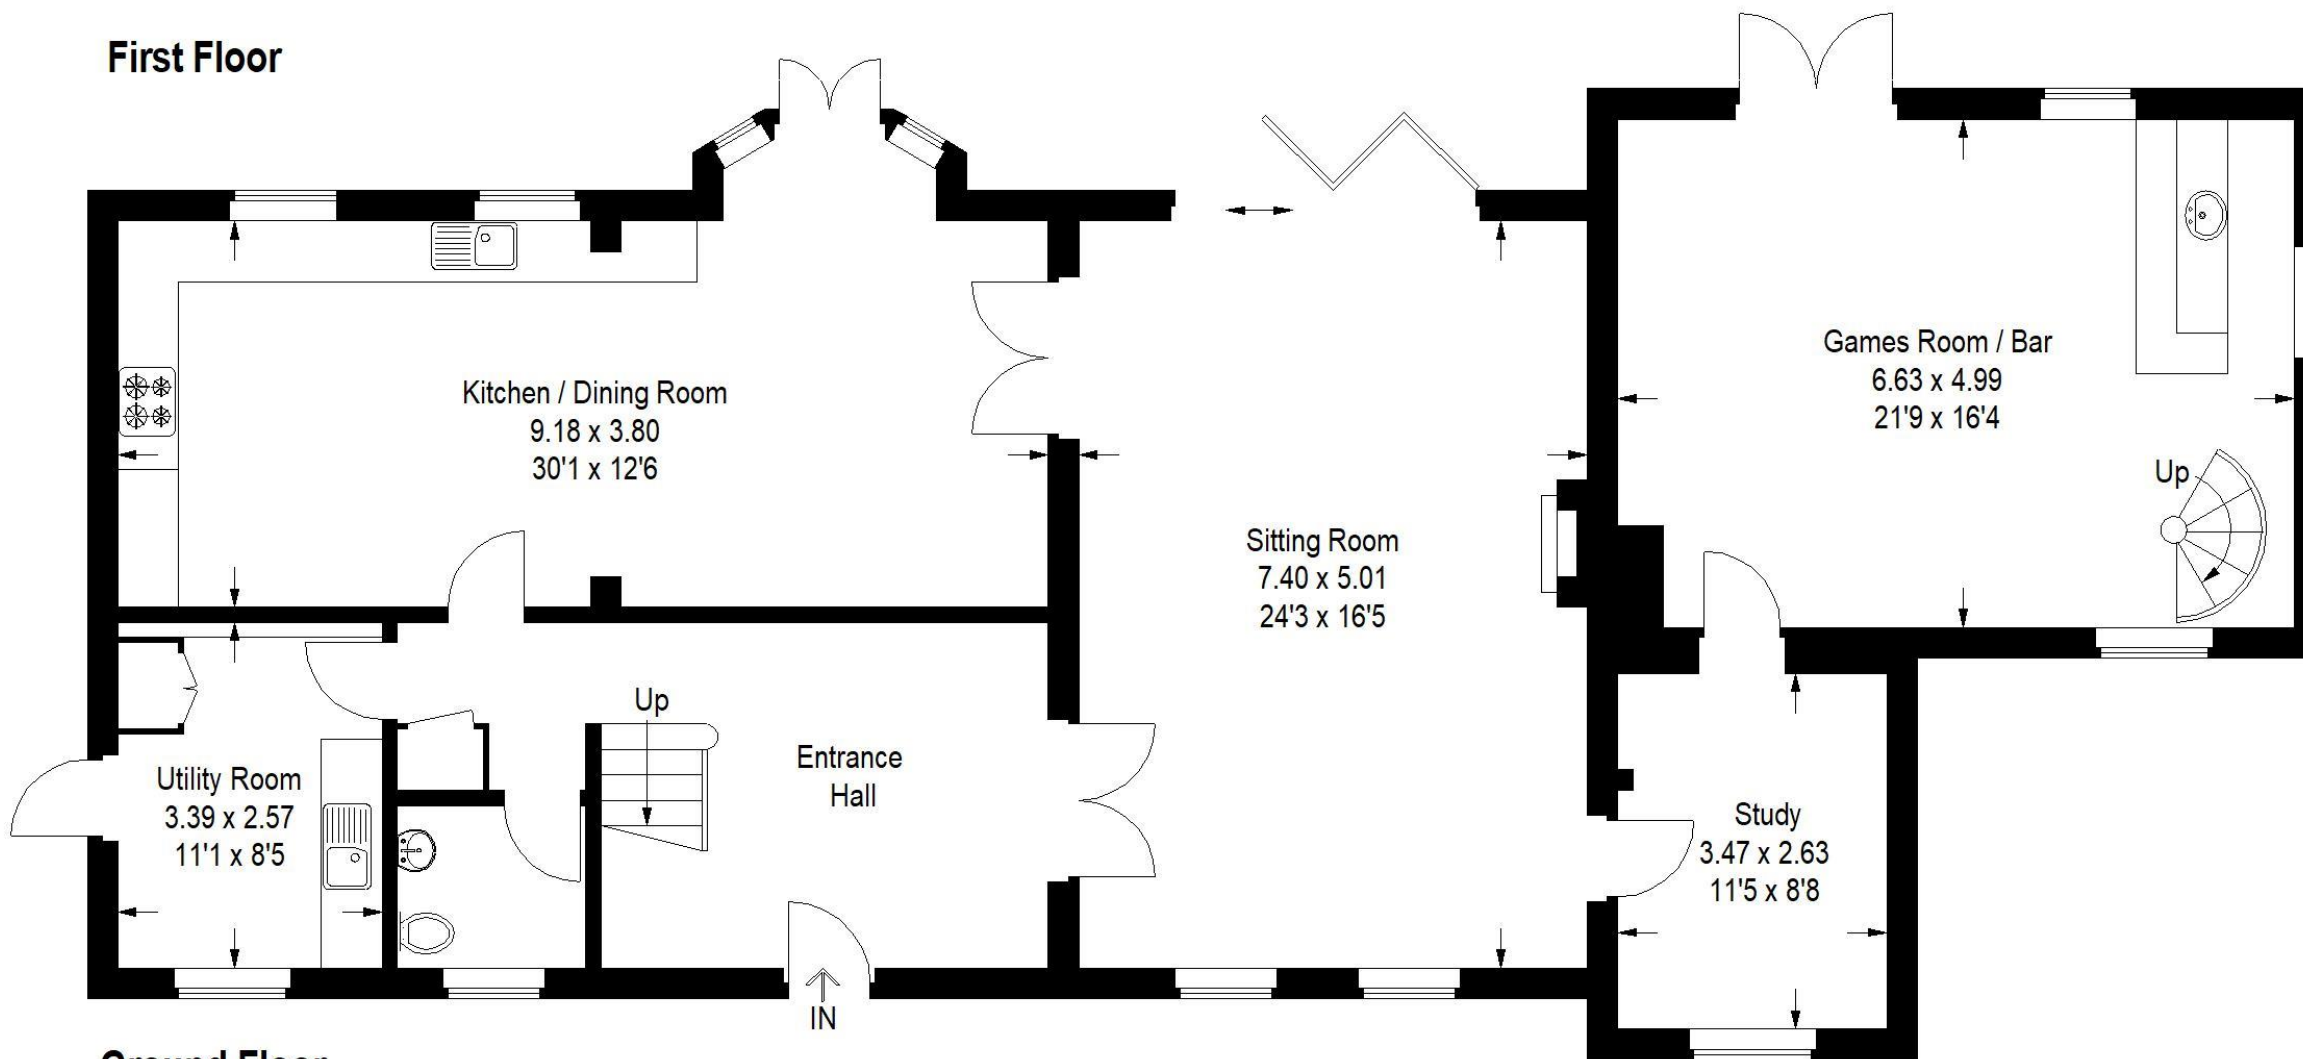 First Floor
Kitchen / Dining Room
9.18 x 3.80
30'1 x 12'6
Games Room / Bar
6.63 x 4.99
21'9 x 16'4
Up
Sitting Room
7.40 x 5.01
24'3 x 16'5
Up
Entrance
Hall
Utility Room
3.39 x 2.57
11'1 x 8'5
Study
3.47 x 2.63
11'5 x 8'8
IN
Ground Floor